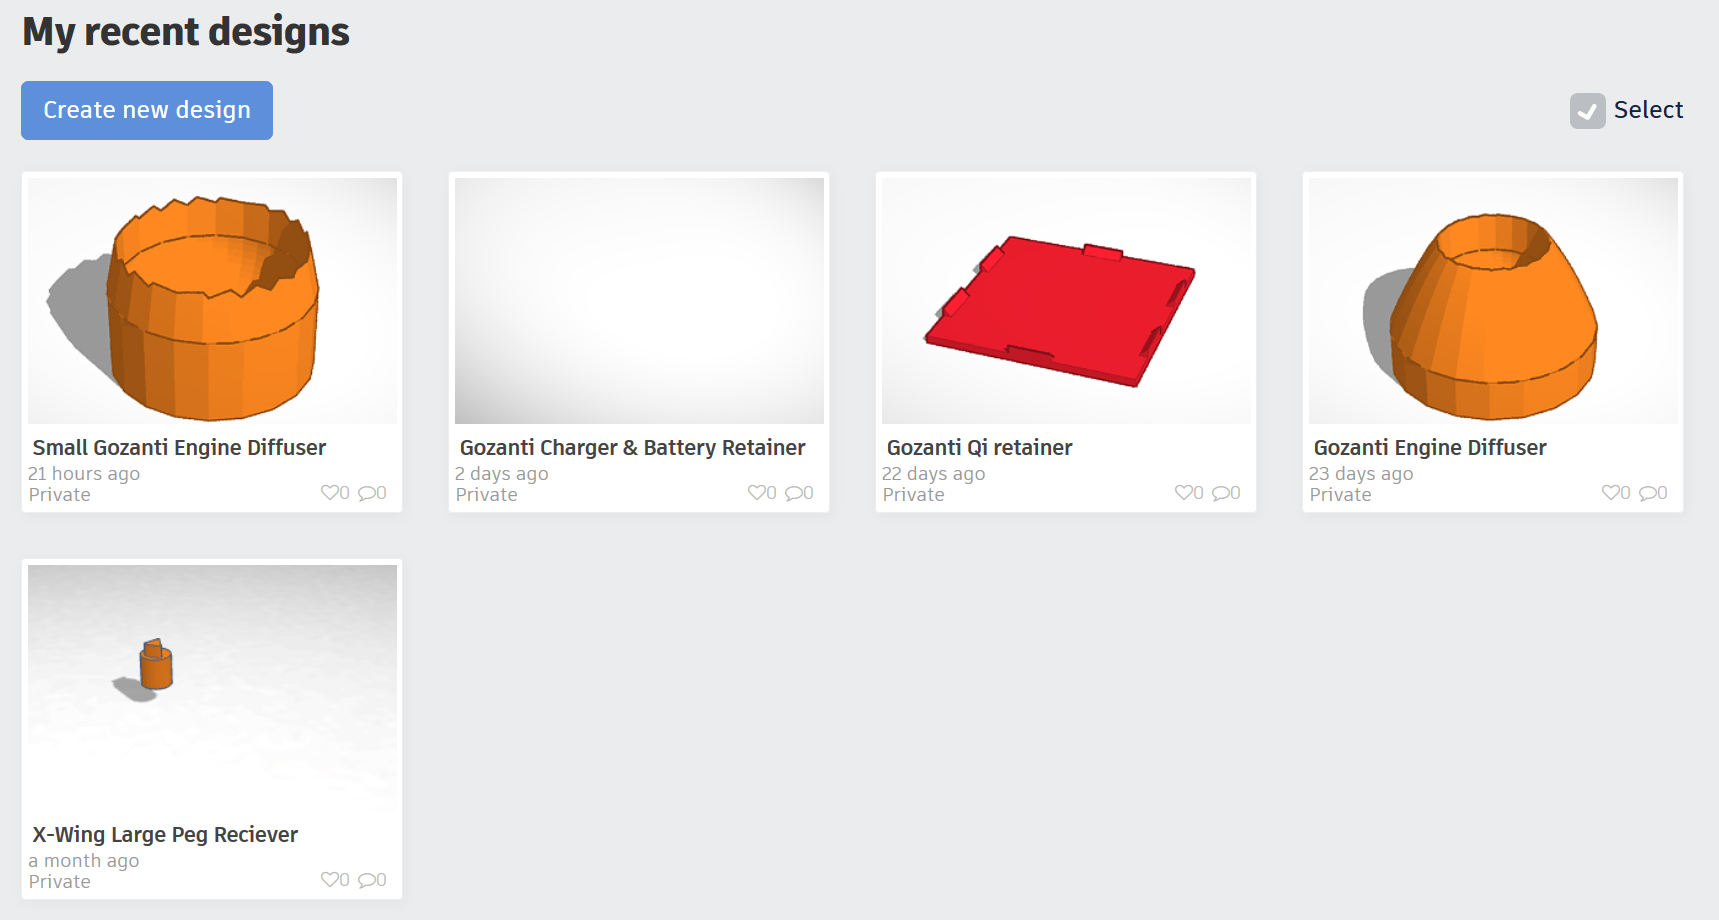 My recent designs
Create new design
Select
Small Gozanti Engine Diffuser
21 hours ago
Private
0 0
Gozanti Charger & Battery Retainer
2 days ago
Private
0 0
Gozanti Qi retainer
22 days ago
Private
0 0
Gozanti Engine Diffuser
23 days ago
Private
0 0
X-Wing Large Peg Reciever
a month ago
Private
0 0